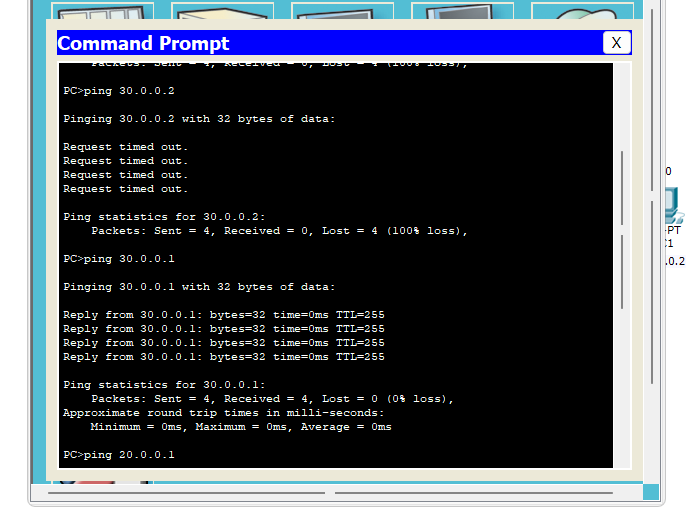 Command Prompt
X
Packets: Sent = 4, Received = 0, Lost = 4 (100% loss),
PC>ping 30.0.0.2
Pinging 30.0.0.2 with 32 bytes of data:
Request timed out.
Request timed out.
Request timed out.
Request timed out.
Ping statistics for 30.0.0.2:
Packets: Sent = 4, Received = 0, Lost = 4 (100% loss),
PC>ping 30.0.0.1
Pinging 30.0.0.1 with 32 bytes of data:
Reply from 30.0.0.1: bytes=32 time=0ms TTL=255
Reply from 30.0.0.1: bytes=32 time=0ms TTL=255
Reply from 30.0.0.1: bytes=32 time=0ms TTL=255
Reply from 30.0.0.1: bytes=32 time=0ms TTL=255
Ping statistics for 30.0.0.1:
Packets: Sent = 4, Received = 4, Lost = 0 (0% loss),
Approximate round trip times in milli-seconds:
Minimum = 0ms, Maximum = 0ms, Average = 0ms
PC>ping 20.0.0.1
0
-PT
:1
.0.2